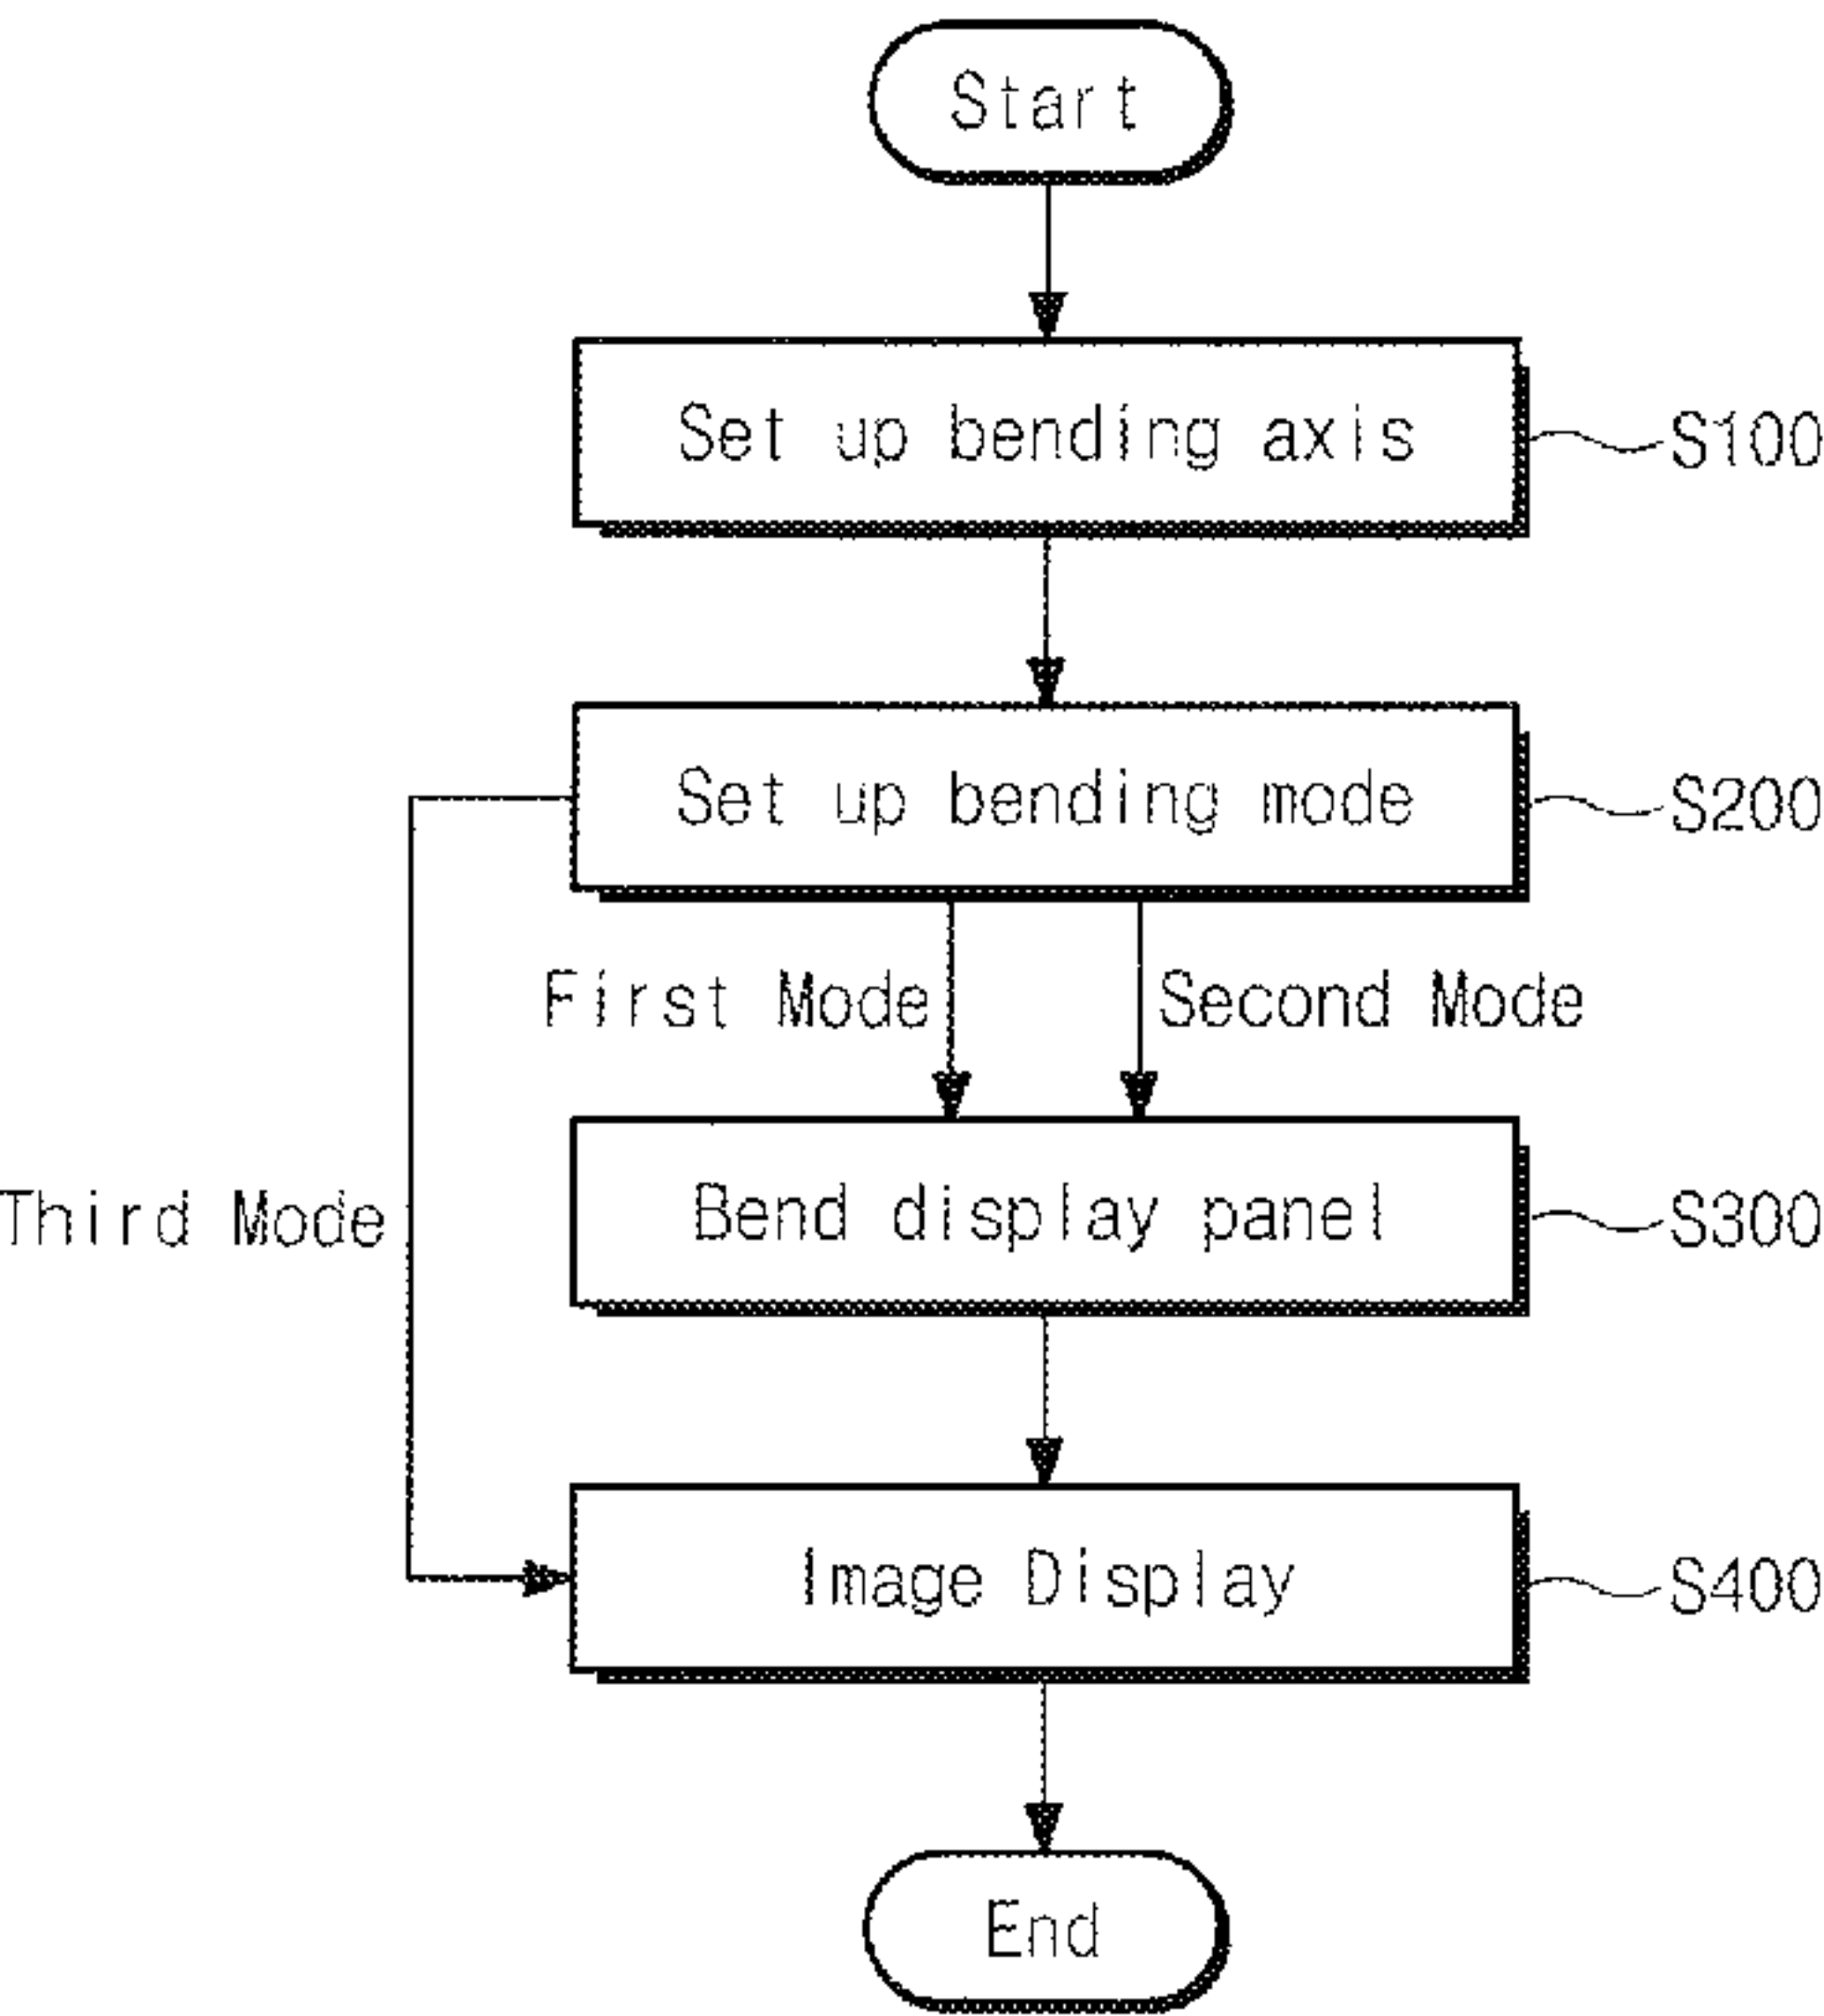 Start
Set up bending axis
S100
Set up bending mode
S200
First Mode
Second Mode
Third Mode
Bend display panel
S300
Image Display
S400
End